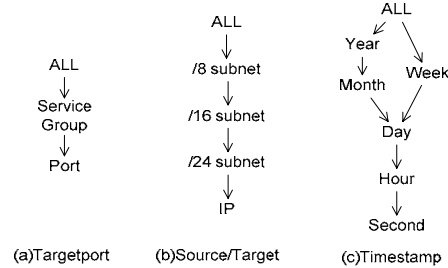 ALL
Service
Group
Port
(a)Targetport
ALL
/8 subnet
/16 subnet
/24 subnet
IP
(b)Source/Target
ALL
Year
Week
Month
Day
Hour
Second
(c)Timestamp